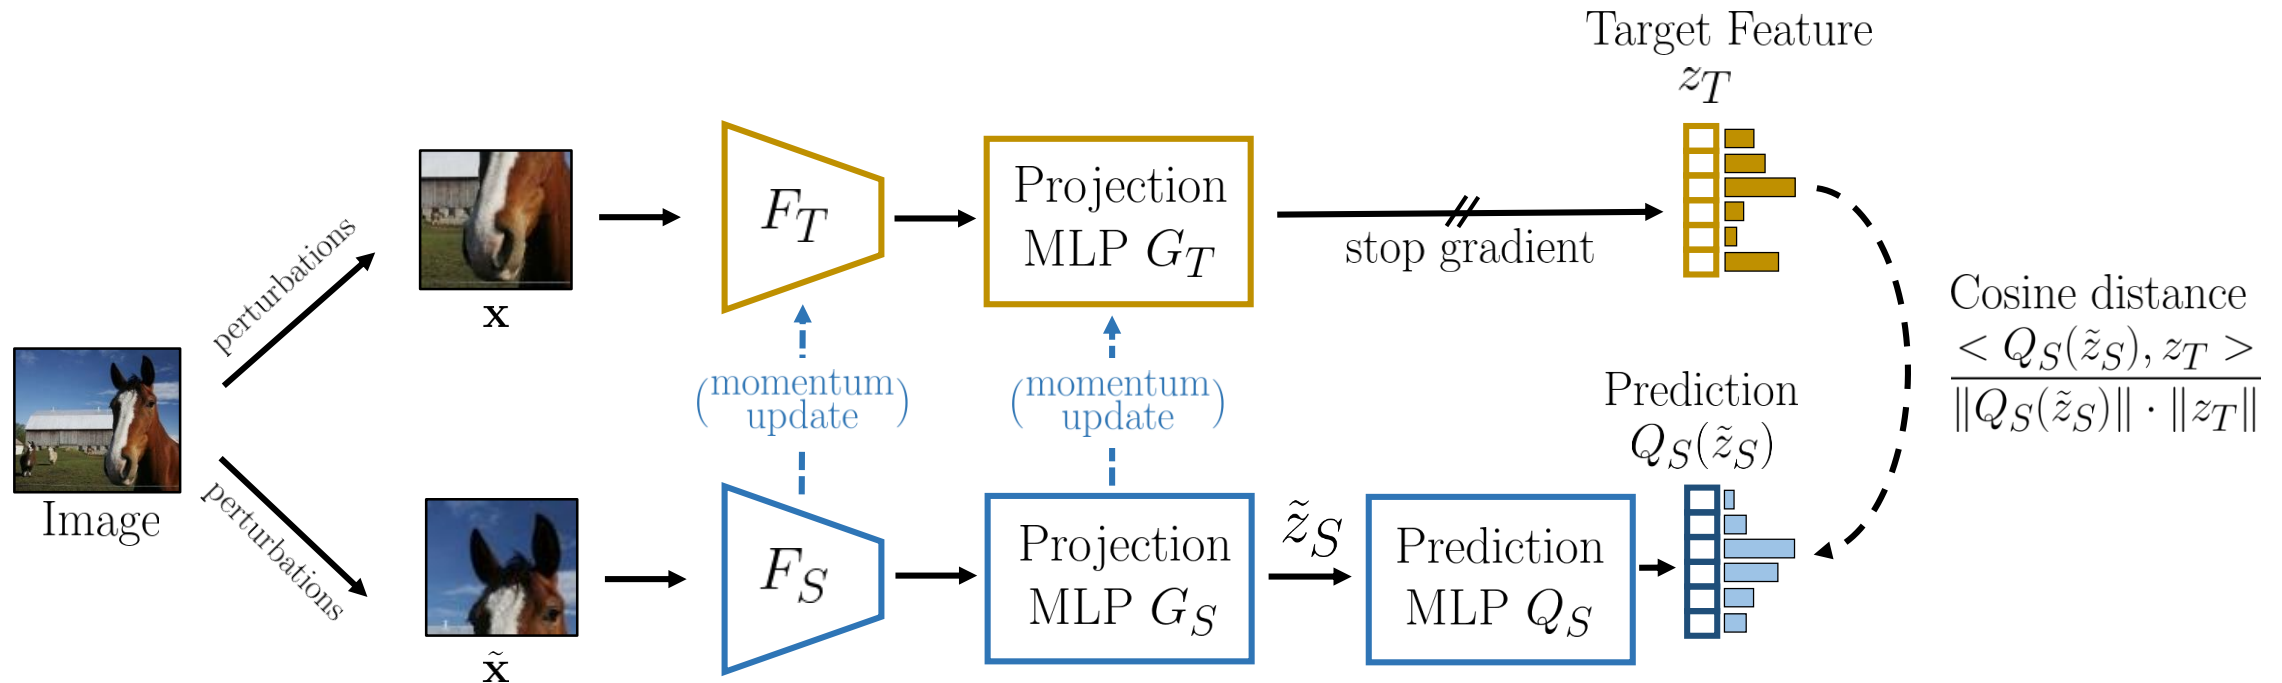 Target Feature
z_T
perturbations
x
F_T
Projection
MLP G_T
stop gradient
Cosine distance
< Q_S(z̃_S), z_T >
‖Q_S(z̃_S)‖ · ‖z_T‖
(momentum
update)
(momentum
update)
Prediction
Q_S(z̃_S)
Image
perturbations
x̃
F_S
Projection
MLP G_S
z̃_S
Prediction
MLP Q_S